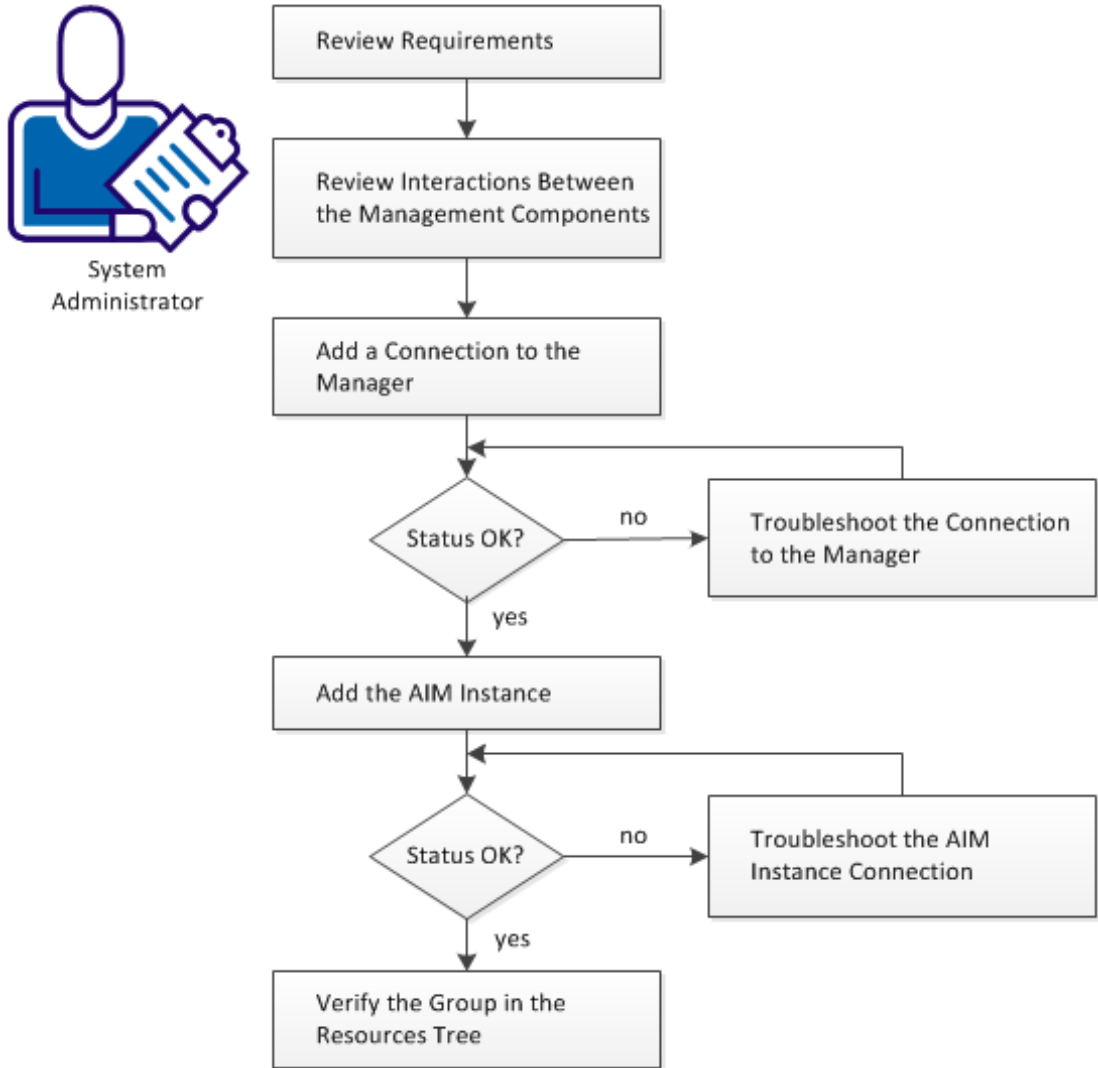 Review Requirements
Review Interactions Between
the Management Components
System
Administrator
Add a Connection to the
Manager
Status OK?
no
Troubleshoot the Connection
to the Manager
yes
Add the AIM Instance
Status OK?
no
Troubleshoot the AIM
Instance Connection
yes
Verify the Group in the
Resources Tree